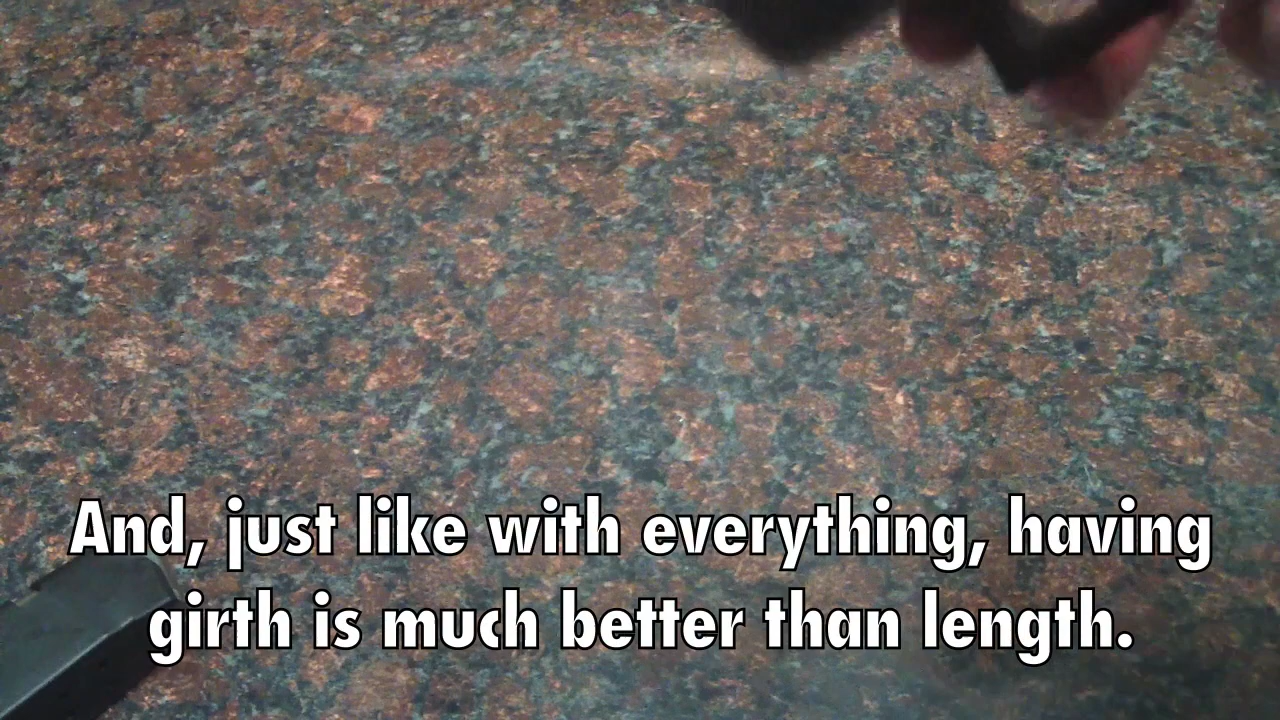 And, just like with everything, having
girth is much better than length.